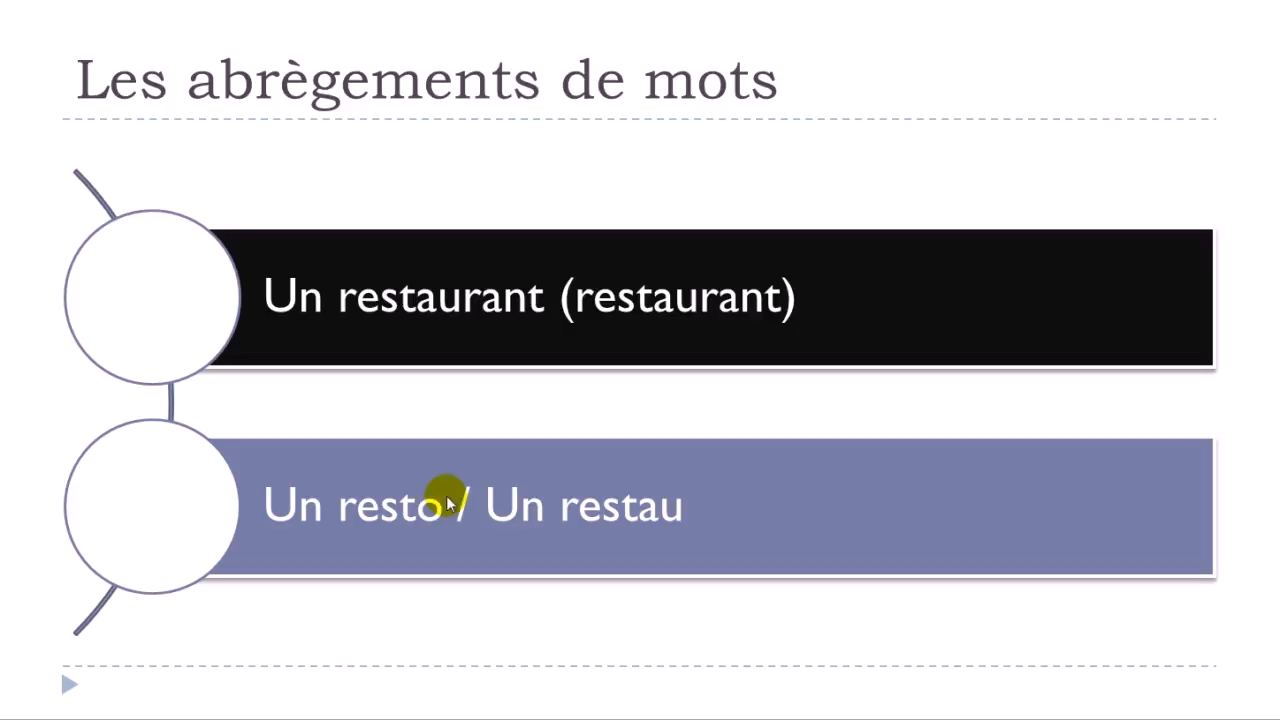 Les abrègements de mots
Un restaurant (restaurant)
Un resto / Un restau